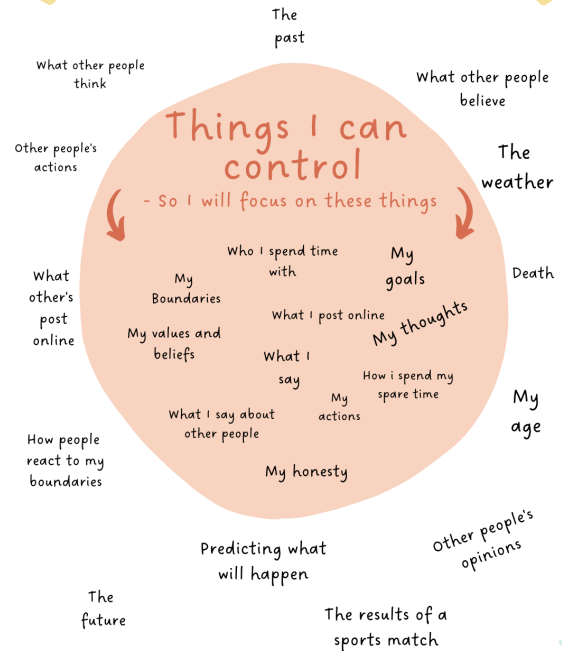 The
past
What other people
think
What other people
believe
Things I can
control
- So I will focus on these things
Other people's
actions
The
weather
Who I spend time
with
My
goals
My
Boundaries
Death
What
other's
post
online
What I post online
My thoughts
My values and
beliefs
What I
say
How i spend my
spare time
My
actions
My
age
What I say about
other people
How people
react to my
boundaries
My honesty
Other people's
opinions
Predicting what
will happen
The
future
The results of a
sports match